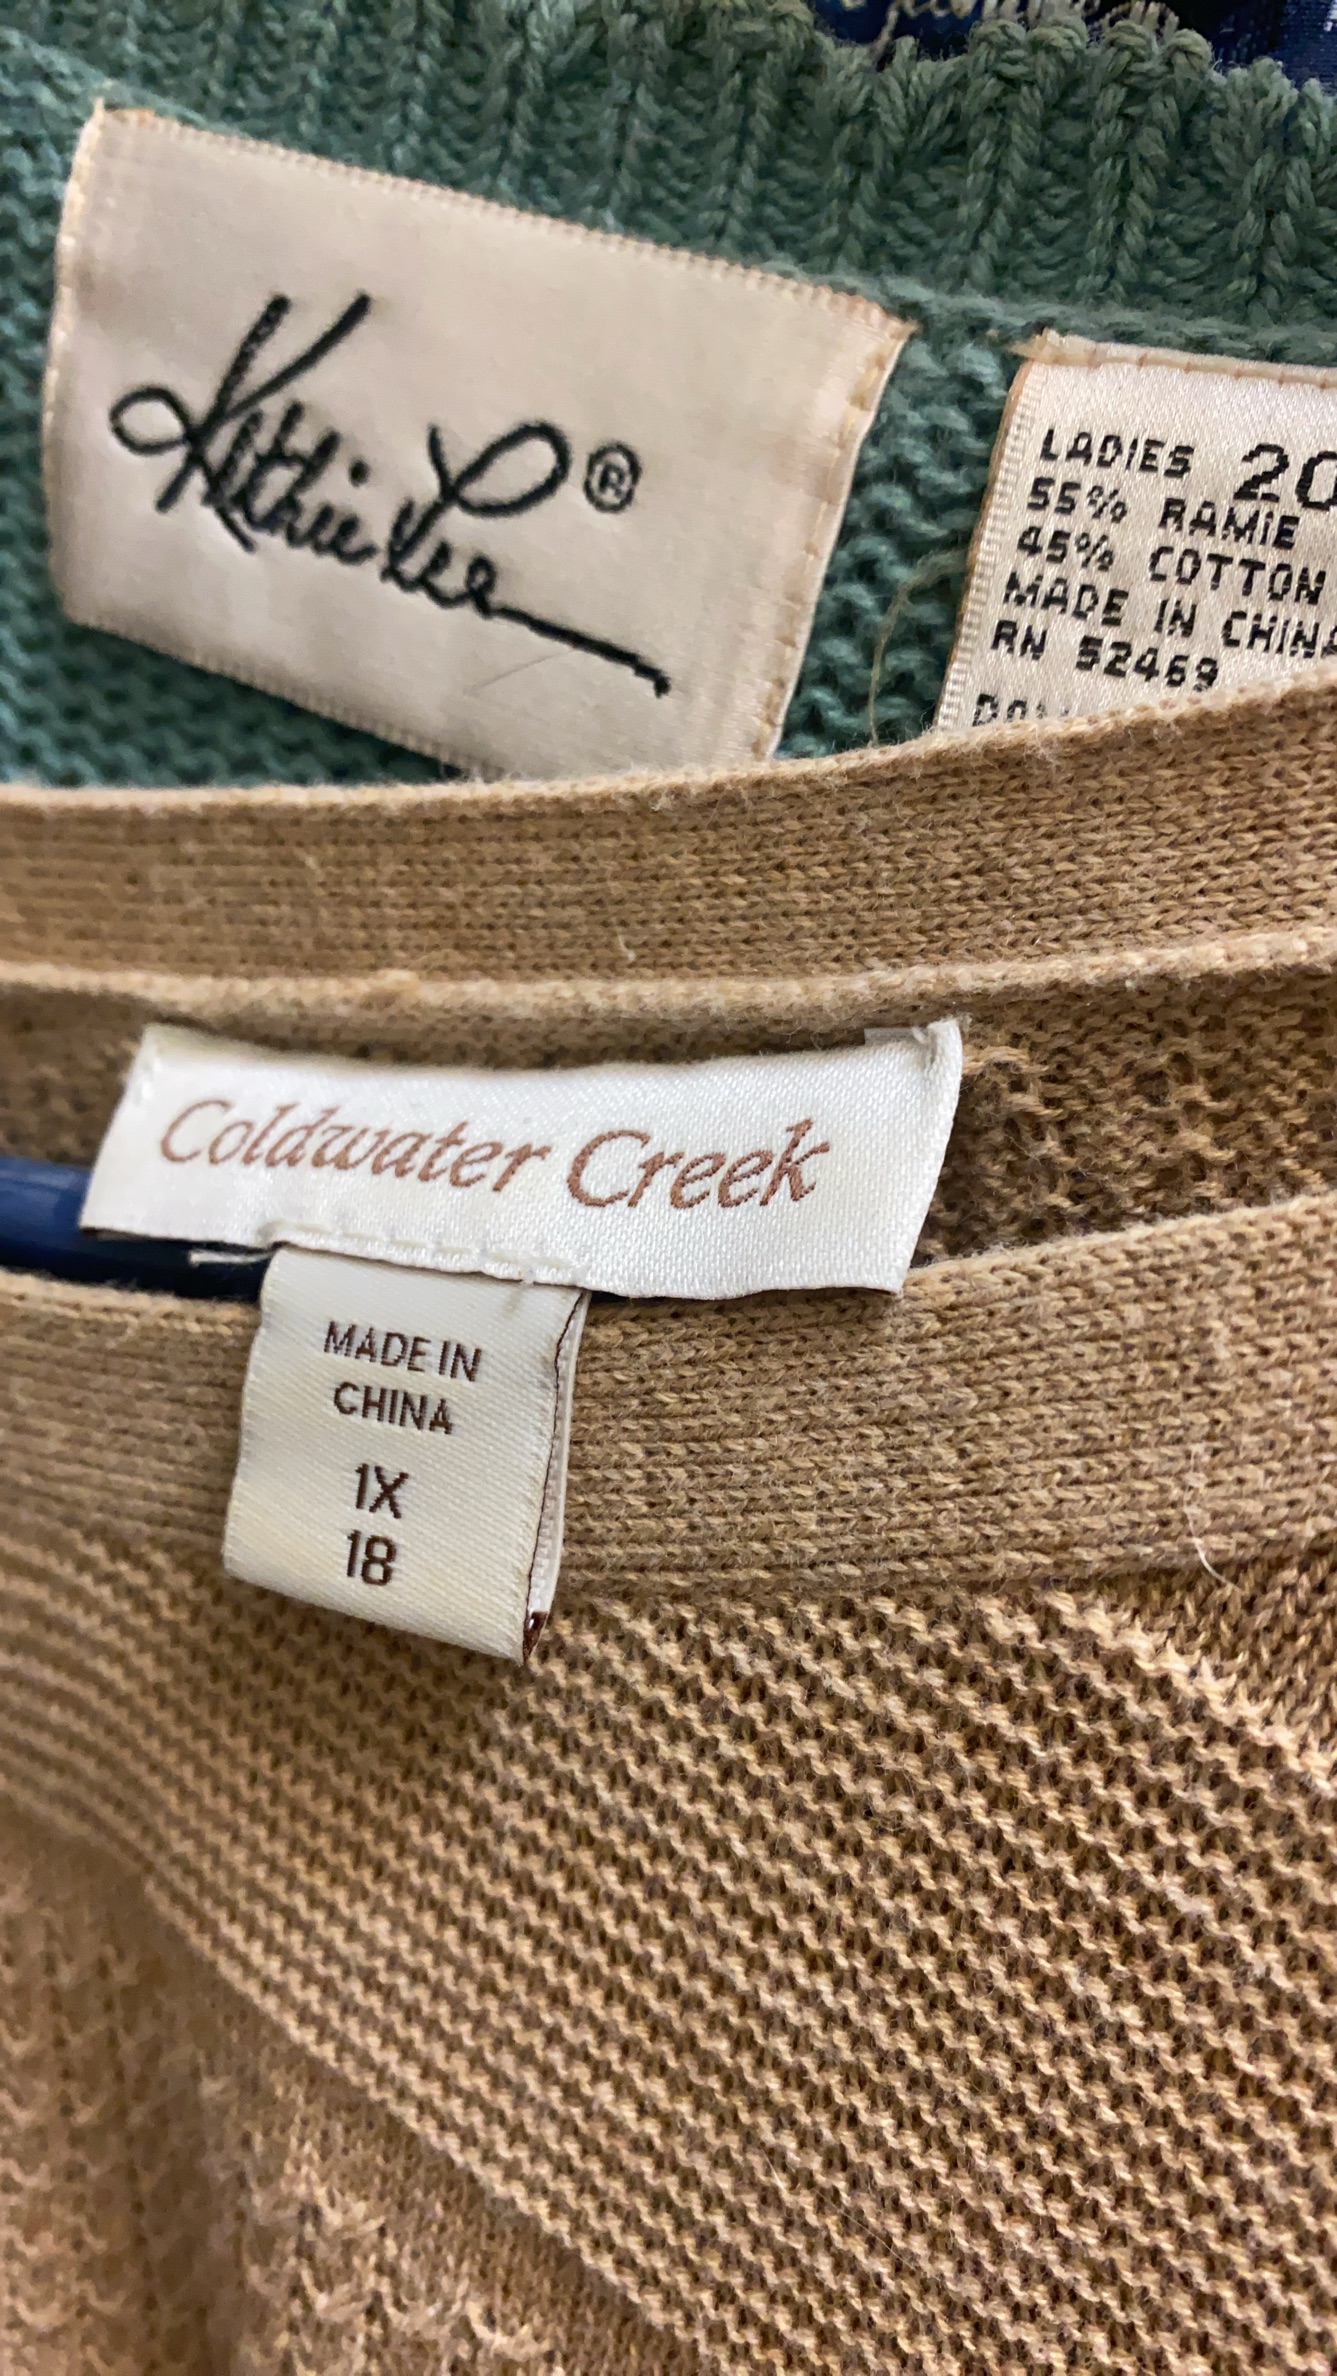 Kathie Lee®
LADIES 20
55% RAMIE
45% COTTON
MADE IN CHINA
RN 52469
Coldwater Creek
MADE IN
CHINA
1X
18